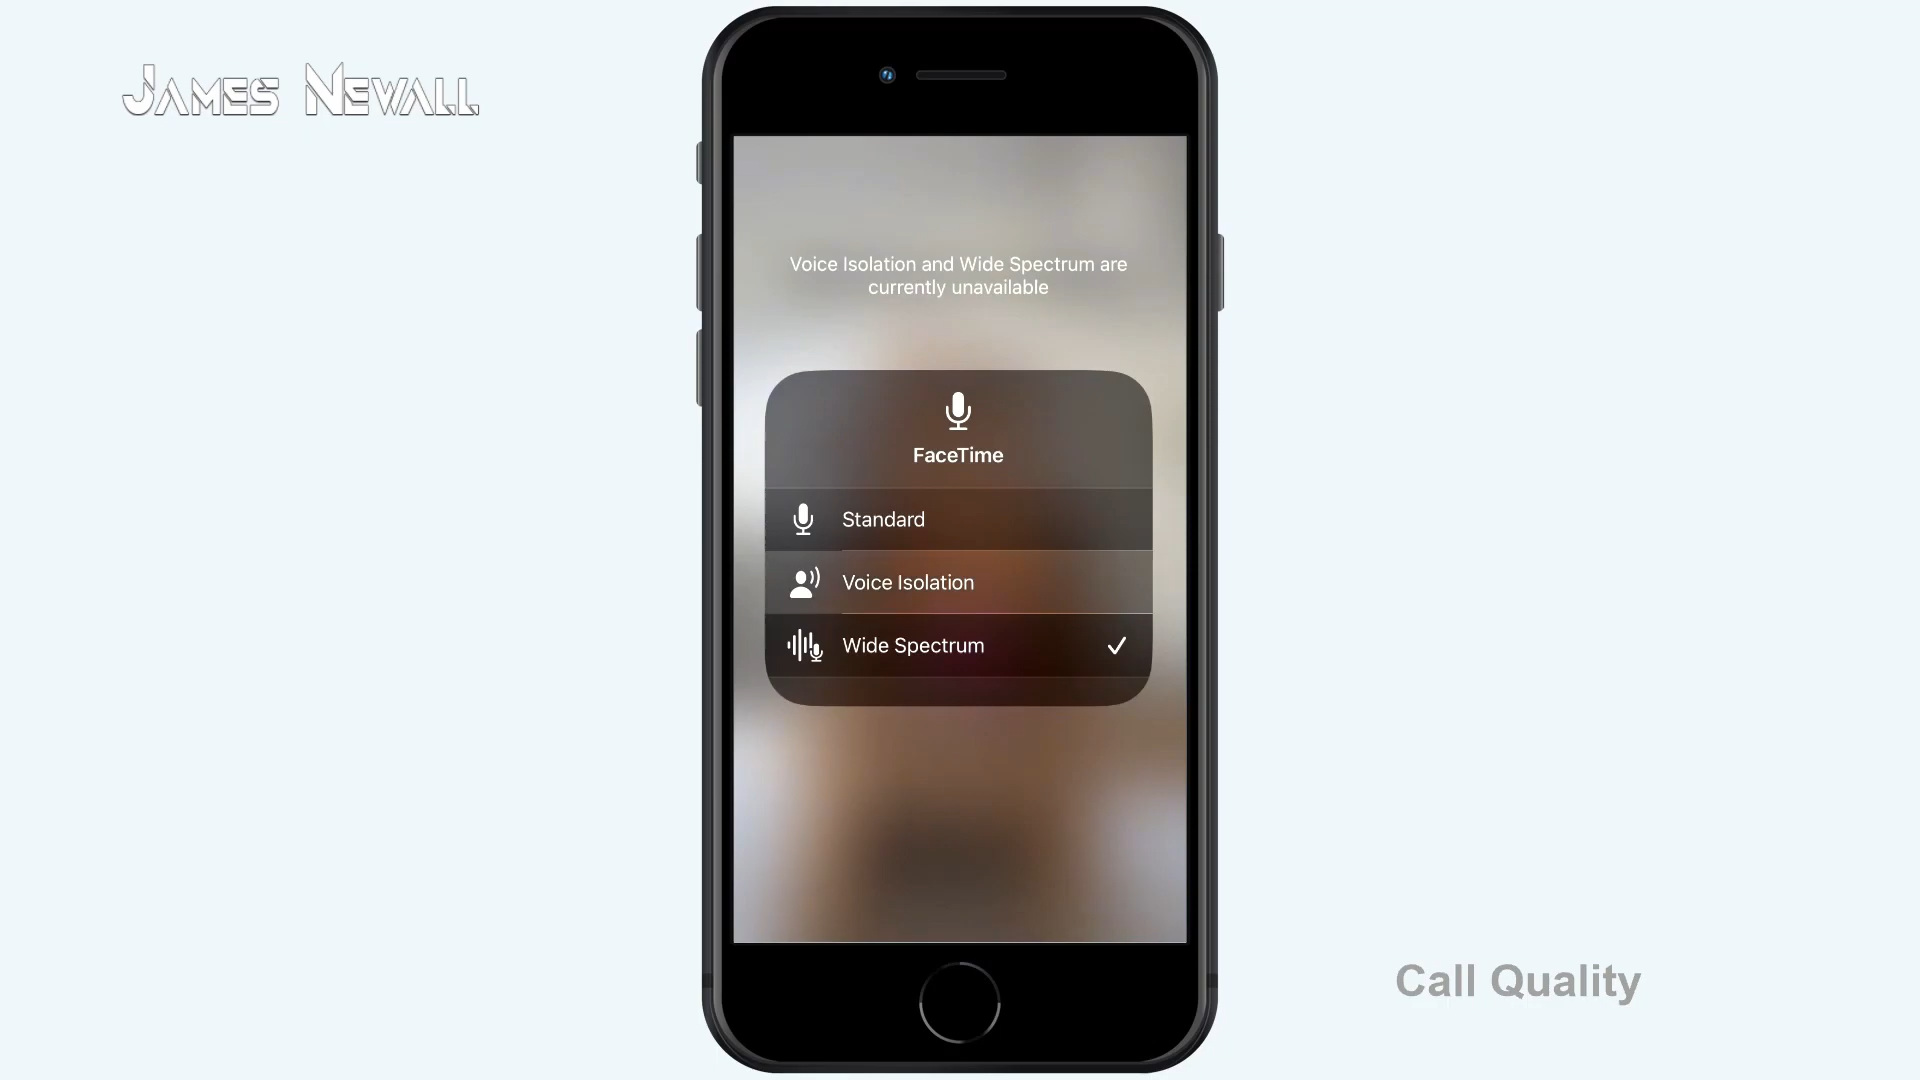 James Newall
Voice Isolation and Wide Spectrum are
currently unavailable
FaceTime
Standard
Voice Isolation
Wide Spectrum
Call Quality